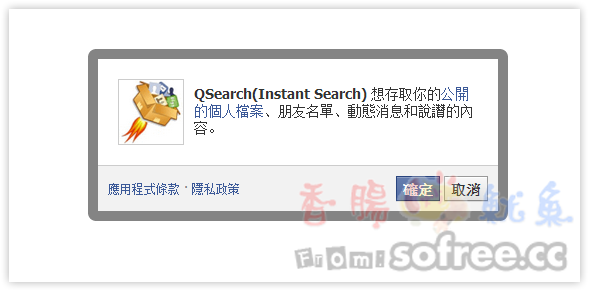 QSearch(Instant Search) 想存取你的公開
的個人檔案、朋友名單、動態消息和說讚的內
容。
應用程式條款 · 隱私政策
確定 取消
香腸 魷魚
From: sofree.cc